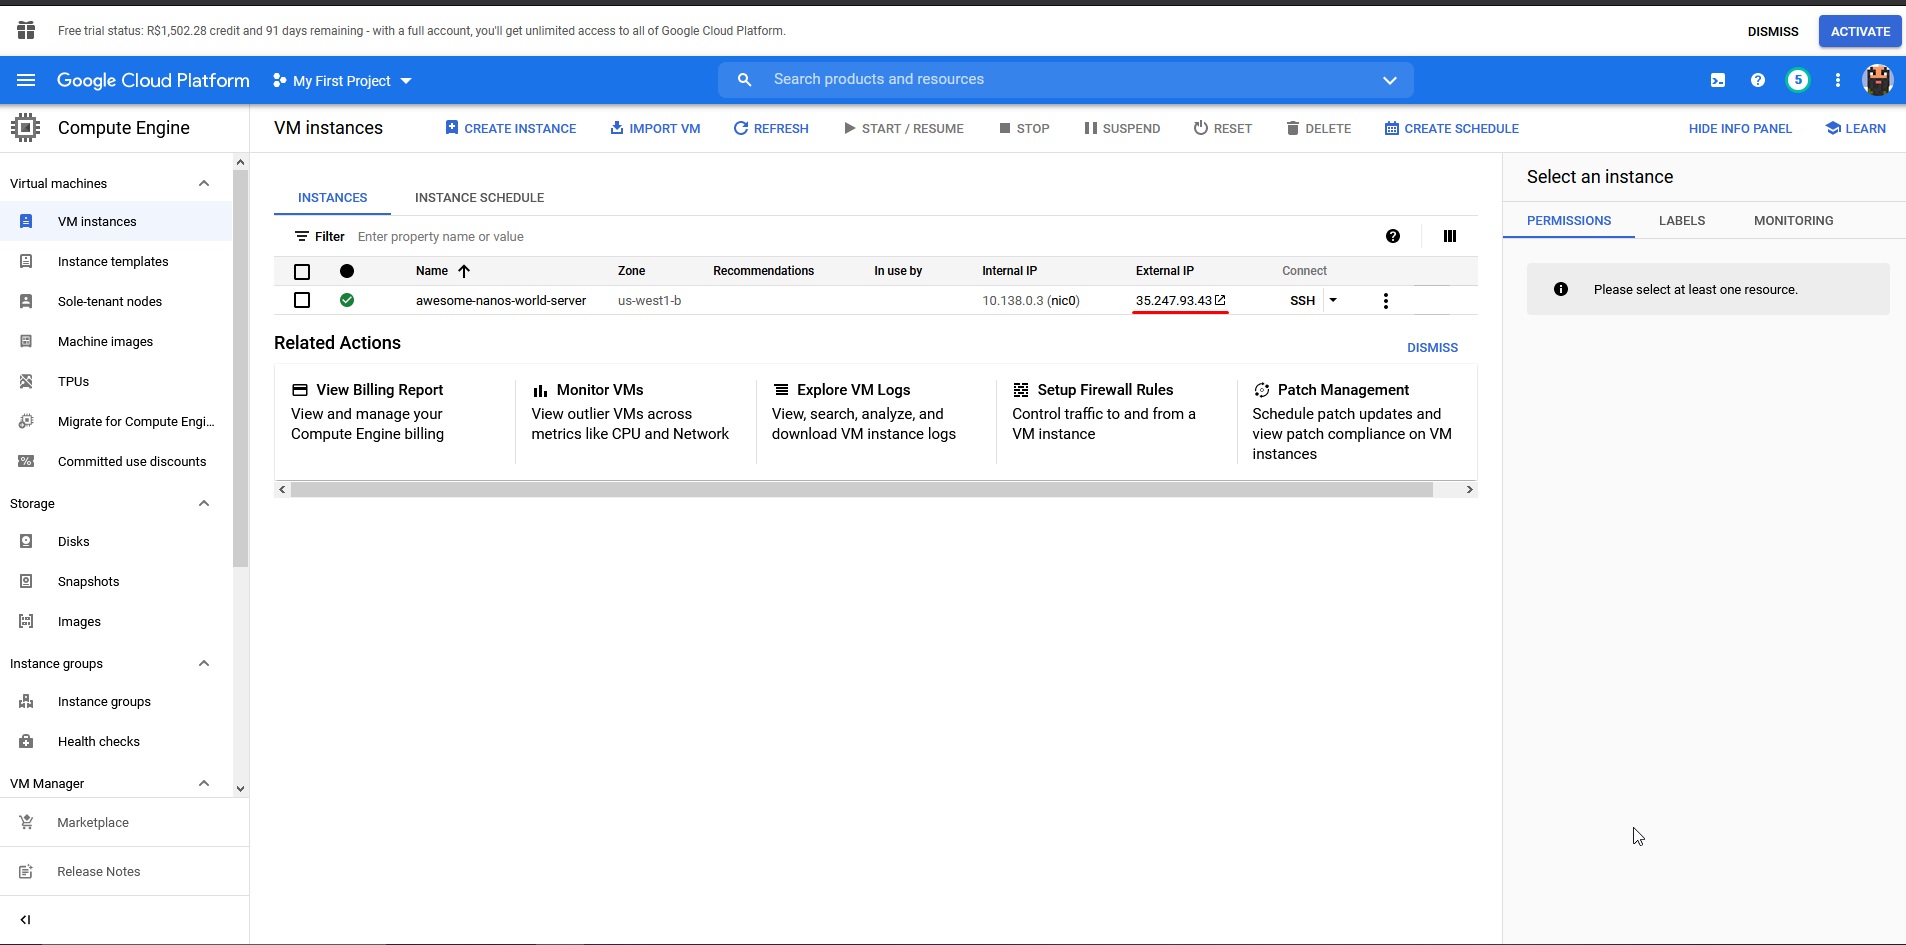 Free trial status: R$1,502.28 credit and 91 days remaining - with a full account, you'll get unlimited access to all of Google Cloud Platform.
DISMISS
ACTIVATE
Google Cloud Platform
My First Project
Search products and resources
5
Compute Engine
VM instances
CREATE INSTANCE
IMPORT VM
REFRESH
START / RESUME
STOP
SUSPEND
RESET
DELETE
CREATE SCHEDULE
HIDE INFO PANEL
LEARN
Virtual machines
VM instances
Instance templates
Sole-tenant nodes
Machine images
TPUs
Migrate for Compute Engi...
Committed use discounts
Storage
Disks
Snapshots
Images
Instance groups
Instance groups
Health checks
VM Manager
Marketplace
Release Notes
INSTANCES
INSTANCE SCHEDULE
Filter Enter property name or value
Name Zone Recommendations In use by Internal IP External IP Connect
awesome-nanos-world-server us-west1-b 10.138.0.3 (nic0) 35.247.93.43 SSH
Related Actions
DISMISS
View Billing Report
View and manage your
Compute Engine billing
Monitor VMs
View outlier VMs across
metrics like CPU and Network
Explore VM Logs
View, search, analyze, and
download VM instance logs
Setup Firewall Rules
Control traffic to and from a
VM instance
Patch Management
Schedule patch updates and
view patch compliance on VM
instances
Select an instance
PERMISSIONS
LABELS
MONITORING
Please select at least one resource.